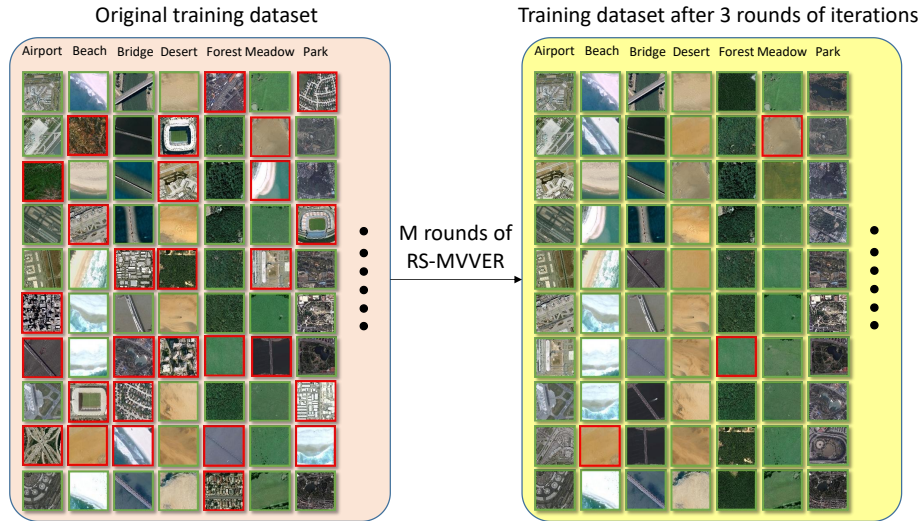 Original training dataset
Training dataset after 3 rounds of iterations
Airport Beach Bridge Desert Forest Meadow Park
Airport Beach Bridge Desert Forest Meadow Park
M rounds of
RS-MVVER